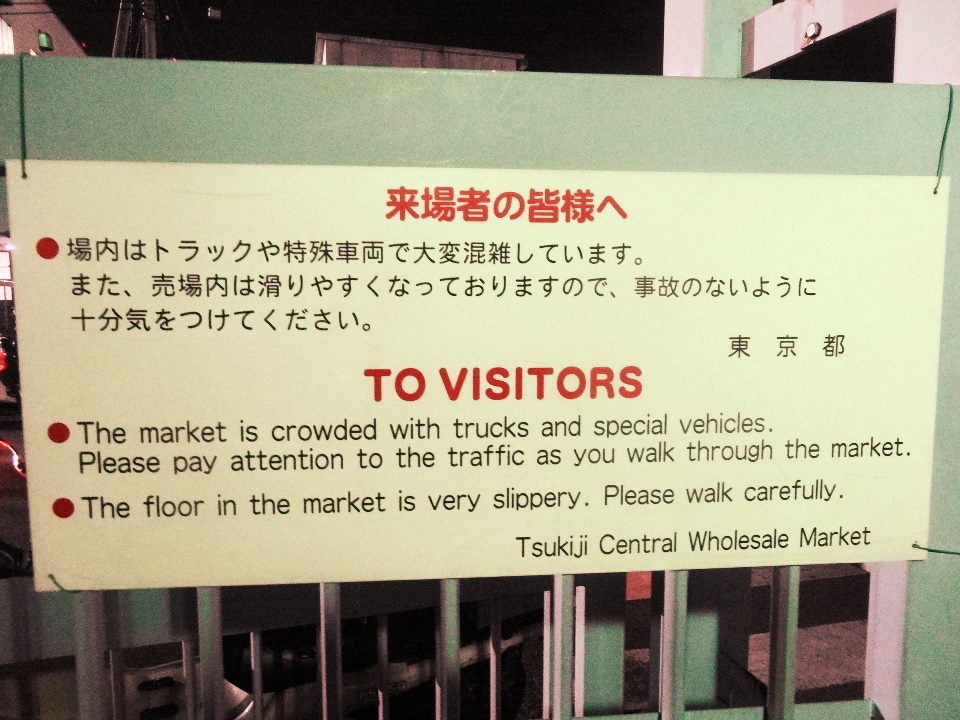 来場者の皆様へ
● 場内はトラックや特殊車両で大変混雑しています。
また、売場内は滑りやすくなっておりますので、事故のないように
十分気をつけてください。
東 京 都
TO VISITORS
● The market is crowded with trucks and special vehicles.
Please pay attention to the traffic as you walk through the market.
● The floor in the market is very slippery. Please walk carefully.
Tsukiji Central Wholesale Market